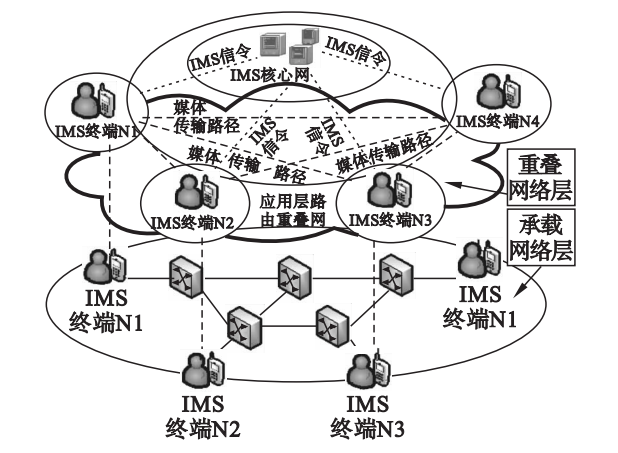 IMS信令
IMS信令
IMS核心网
IMS终端N1
媒体
传输路径
IMS终端N4
IMS
信令
IMS
信令
媒体 传输 路径
媒体传输路径
重叠
网络层
IMS终端N2
应用层路
由重叠网
IMS终端N3
承载
网络层
IMS
终端N1
IMS
终端N1
IMS
终端N2
IMS
终端N3